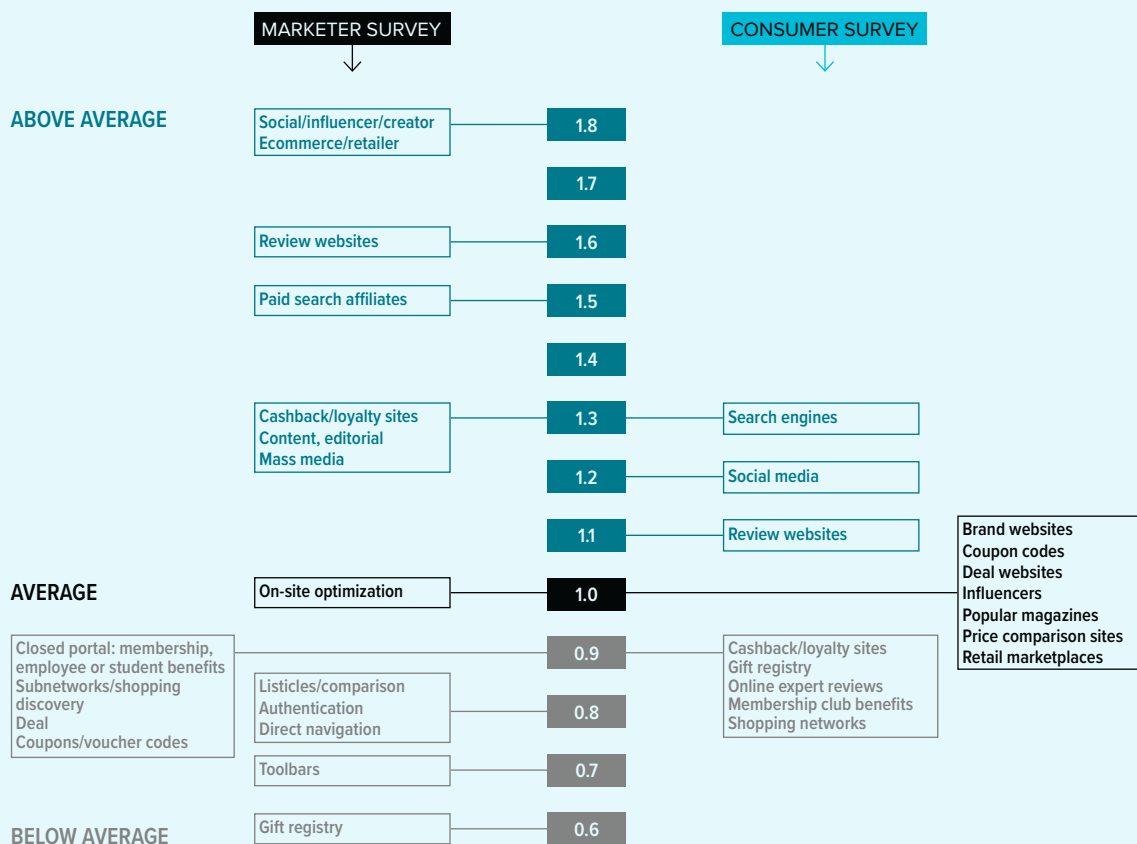 MARKETER SURVEY
CONSUMER SURVEY
ABOVE AVERAGE
Social/influencer/creator
Ecommerce/retailer
1.8
1.7
Review websites
1.6
Paid search affiliates
1.5
1.4
Cashback/loyalty sites
Content, editorial
Mass media
1.3
Search engines
1.2
Social media
1.1
Review websites
AVERAGE
On-site optimization
1.0
Brand websites
Coupon codes
Deal websites
Influencers
Popular magazines
Price comparison sites
Retail marketplaces
Closed portal: membership,
employee or student benefits
Subnetworks/shopping
discovery
Deal
Coupons/voucher codes
0.9
Cashback/loyalty sites
Gift registry
Online expert reviews
Membership club benefits
Shopping networks
Listicles/comparison
Authentication
Direct navigation
0.8
Toolbars
0.7
BELOW AVERAGE
Gift registry
0.6